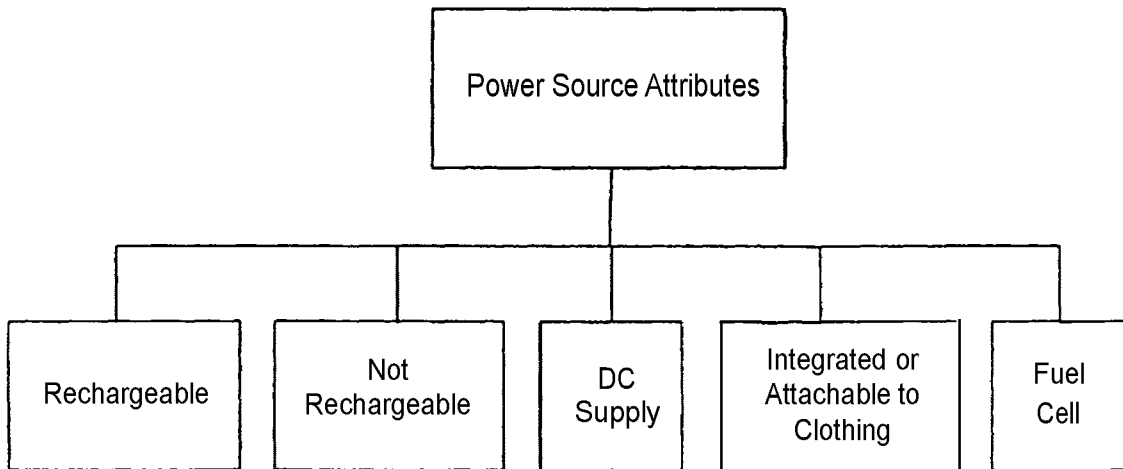 Power Source Attributes
Rechargeable
Not
Rechargeable
DC
Supply
Integrated or
Attachable to
Clothing
Fuel
Cell